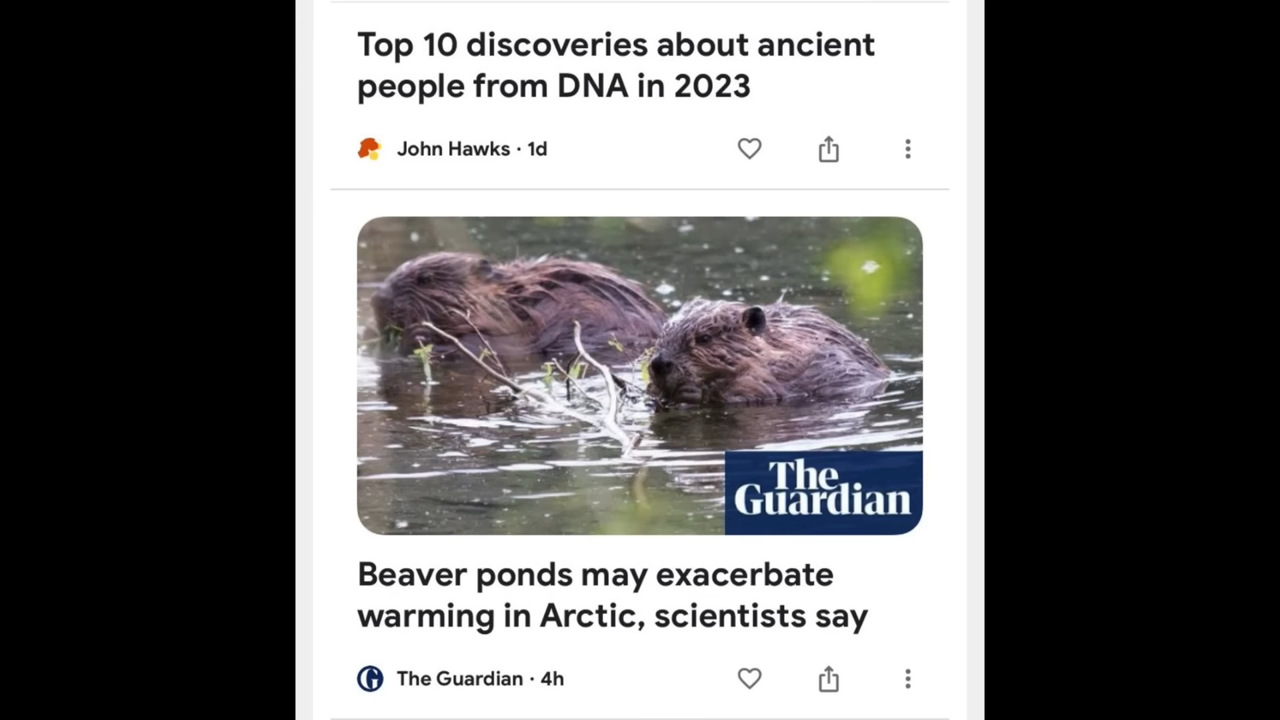 Top 10 discoveries about ancient
people from DNA in 2023
John Hawks · 1d
The
Guardian
Beaver ponds may exacerbate
warming in Arctic, scientists say
The Guardian · 4h